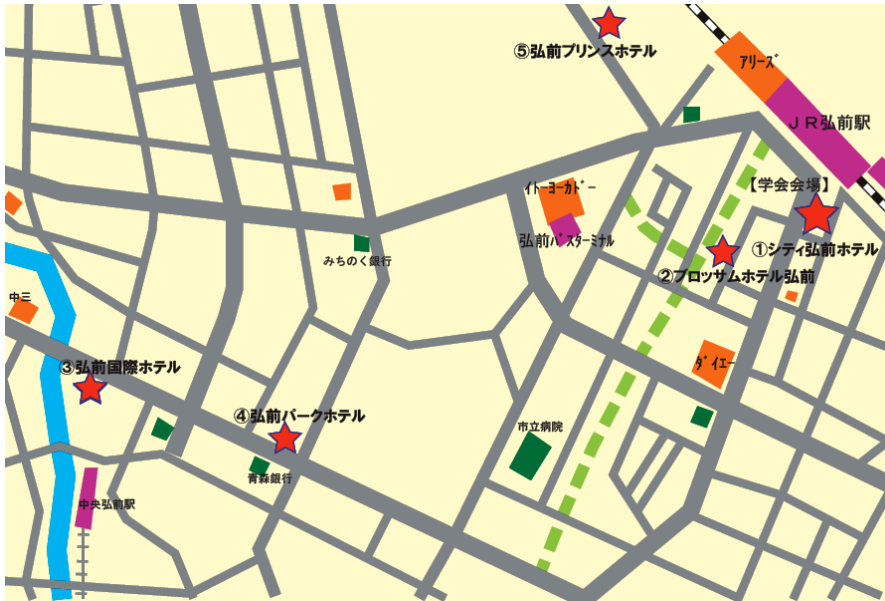 ⑤弘前プリンスホテル
アリーズ
JR弘前駅
【学会会場】
イトーヨーカドー
弘前バスターミナル
①シティ弘前ホテル
②ブロッサムホテル弘前
みちのく銀行
中三
③弘前国際ホテル
ダイエー
④弘前パークホテル
市立病院
青森銀行
中央弘前駅